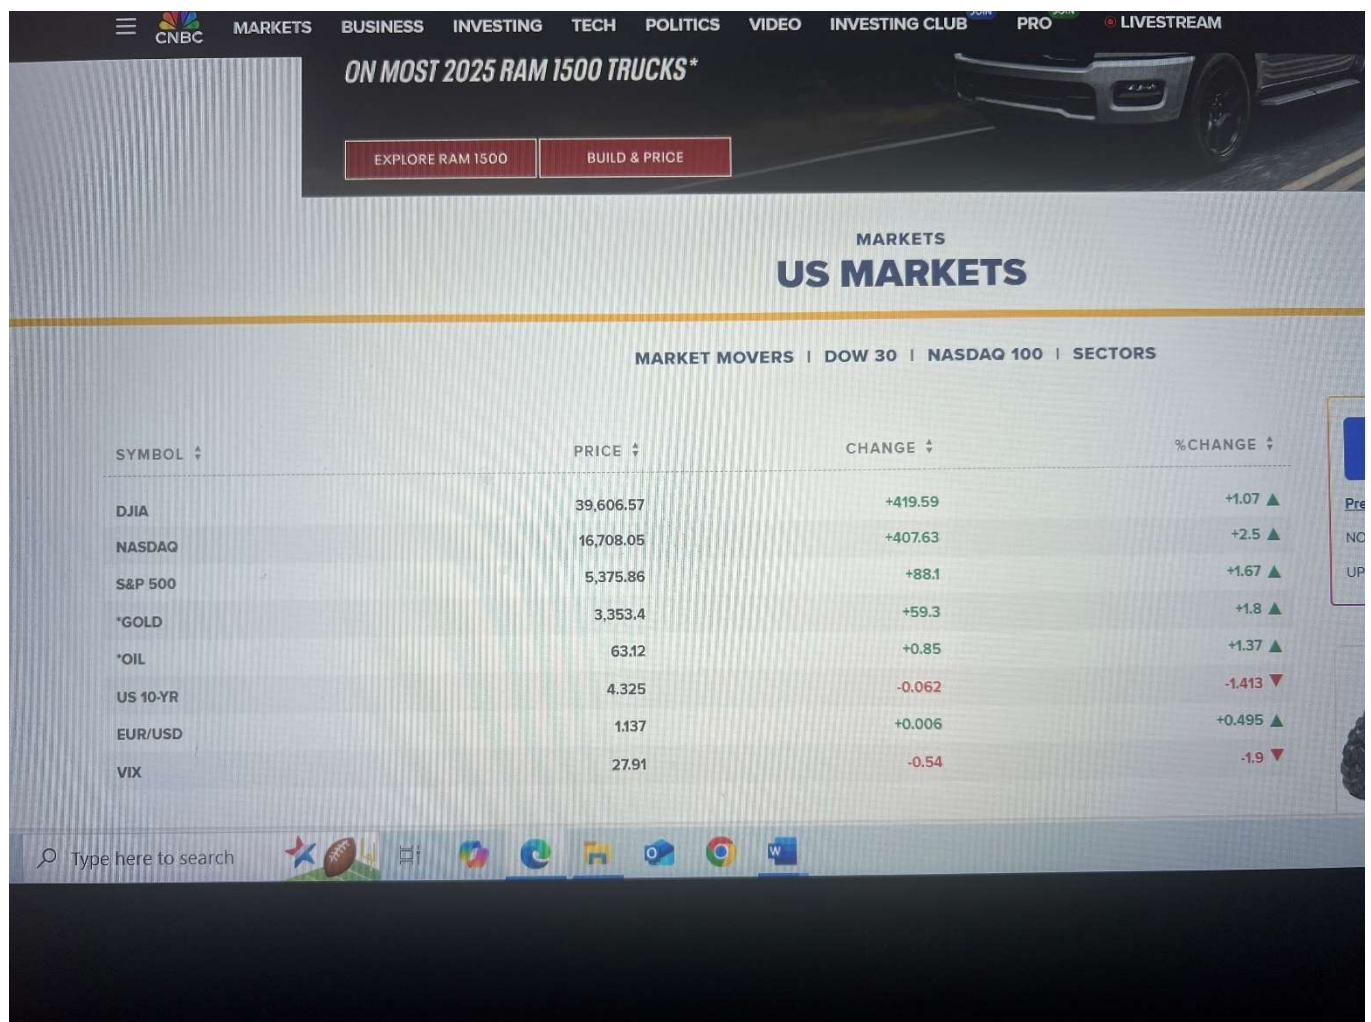 CNBC MARKETS BUSINESS INVESTING TECH POLITICS VIDEO INVESTING CLUB JOIN PRO JOIN LIVESTREAM
ON MOST 2025 RAM 1500 TRUCKS*
EXPLORE RAM 1500 BUILD & PRICE
MARKETS
US MARKETS
MARKET MOVERS | DOW 30 | NASDAQ 100 | SECTORS
SYMBOL PRICE CHANGE %CHANGE
DJIA 39,606.57 +419.59 +1.07
NASDAQ 16,708.05 +407.63 +2.5
S&P 500 5,375.86 +88.1 +1.67
*GOLD 3,353.4 +59.3 +1.8
*OIL 63.12 +0.85 +1.37
US 10-YR 4.325 -0.062 -1.413
EUR/USD 1.137 +0.006 +0.495
VIX 27.91 -0.54 -1.9
Pre
NO
UP
Type here to search